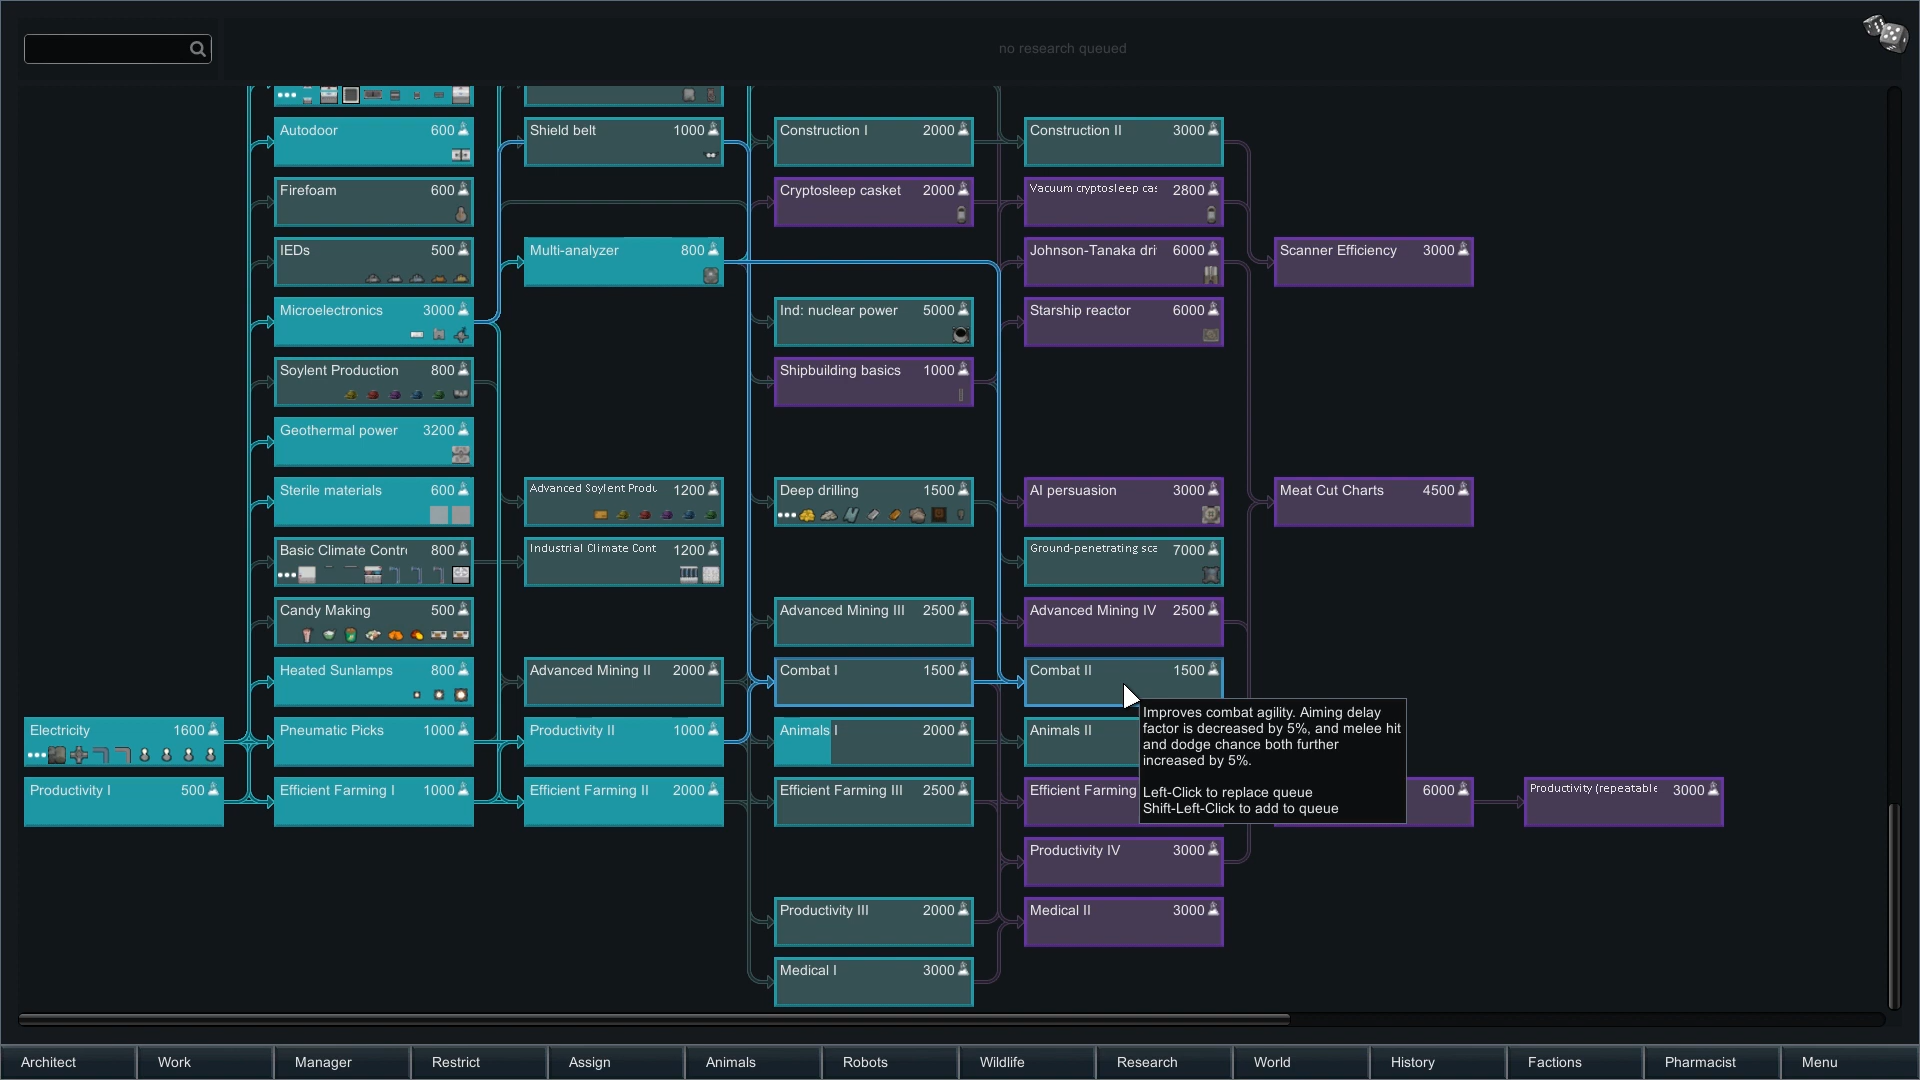 no research queued
Autodoor 600
Shield belt 1000
Construction I 2000
Construction II 3000
Firefoam 600
Cryptosleep casket 2000
Vacuum cryptosleep cas 2800
IEDs 500
Multi-analyzer 800
Johnson-Tanaka dri 6000
Scanner Efficiency 3000
Microelectronics 3000
Ind: nuclear power 5000
Starship reactor 6000
Soylent Production 800
Shipbuilding basics 1000
Geothermal power 3200
Sterile materials 600
Advanced Soylent Produ 1200
Deep drilling 1500
AI persuasion 3000
Meat Cut Charts 4500
Basic Climate Contr 800
Industrial Climate Cont 1200
Ground-penetrating sca 7000
Candy Making 500
Advanced Mining III 2500
Advanced Mining IV 2500
Heated Sunlamps 800
Advanced Mining II 2000
Combat I 1500
Combat II 1500
Electricity 1600
Pneumatic Picks 1000
Productivity II 1000
Animals I 2000
Animals II
Improves combat agility. Aiming delay
factor is decreased by 5%, and melee hit
and dodge chance both further
increased by 5%.
Left-Click to replace queue
Shift-Left-Click to add to queue
Productivity I 500
Efficient Farming I 1000
Efficient Farming II 2000
Efficient Farming III 2500
Efficient Farming
6000
Productivity (repeatable 3000
Productivity IV 3000
Productivity III 2000
Medical II 3000
Medical I 3000
Architect Work Manager Restrict Assign Animals Robots Wildlife Research World History Factions Pharmacist Menu